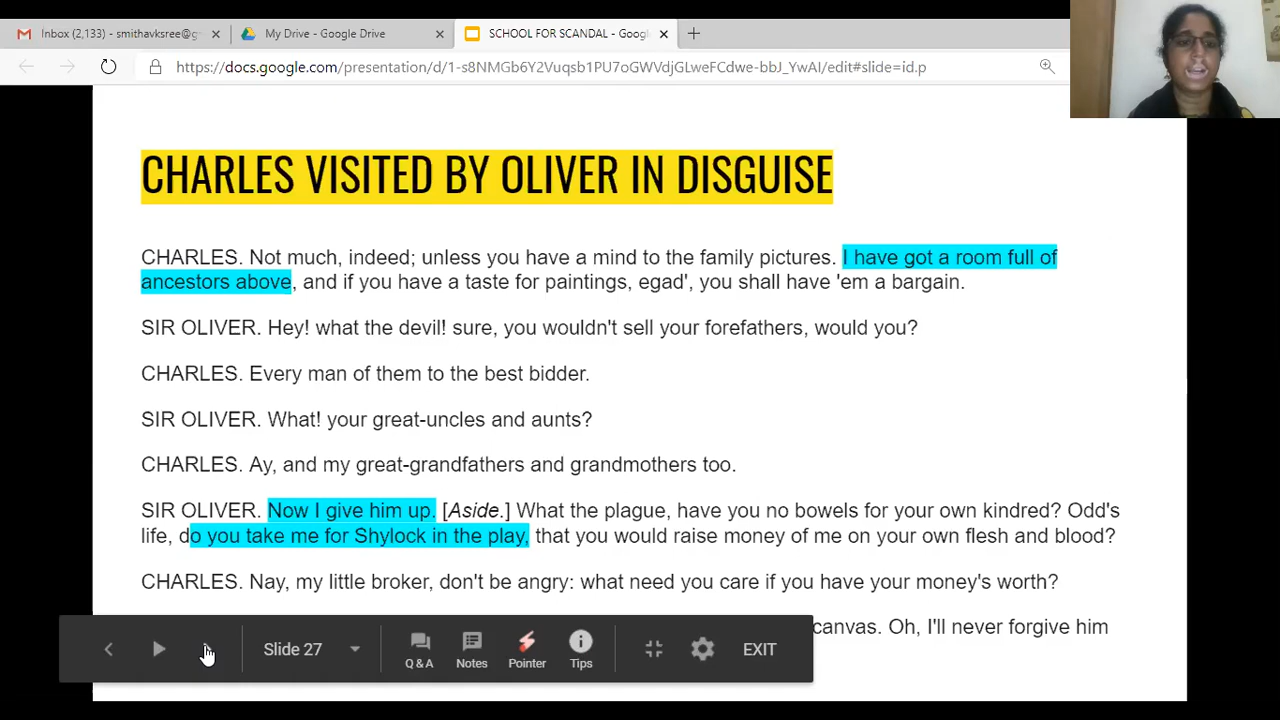 Inbox (2,133) - smithavksree@g
My Drive - Google Drive
SCHOOL FOR SCANDAL - Goog
https://docs.google.com/presentation/d/1-s8NMGb6Y2Vuqsb1PU7oGWVdjGLweFCdwe-bbJ_YwAI/edit#slide=id.p
CHARLES VISITED BY OLIVER IN DISGUISE
CHARLES. Not much, indeed; unless you have a mind to the family pictures. I have got a room full of
ancestors above, and if you have a taste for paintings, egad', you shall have 'em a bargain.
SIR OLIVER. Hey! what the devil! sure, you wouldn't sell your forefathers, would you?
CHARLES. Every man of them to the best bidder.
SIR OLIVER. What! your great-uncles and aunts?
CHARLES. Ay, and my great-grandfathers and grandmothers too.
SIR OLIVER. Now I give him up. [Aside.] What the plague, have you no bowels for your own kindred? Odd's
life, do you take me for Shylock in the play, that you would raise money of me on your own flesh and blood?
CHARLES. Nay, my little broker, don't be angry: what need you care if you have your money's worth?
canvas. Oh, I'll never forgive him
Slide 27
Q & A
Notes
Pointer
Tips
EXIT